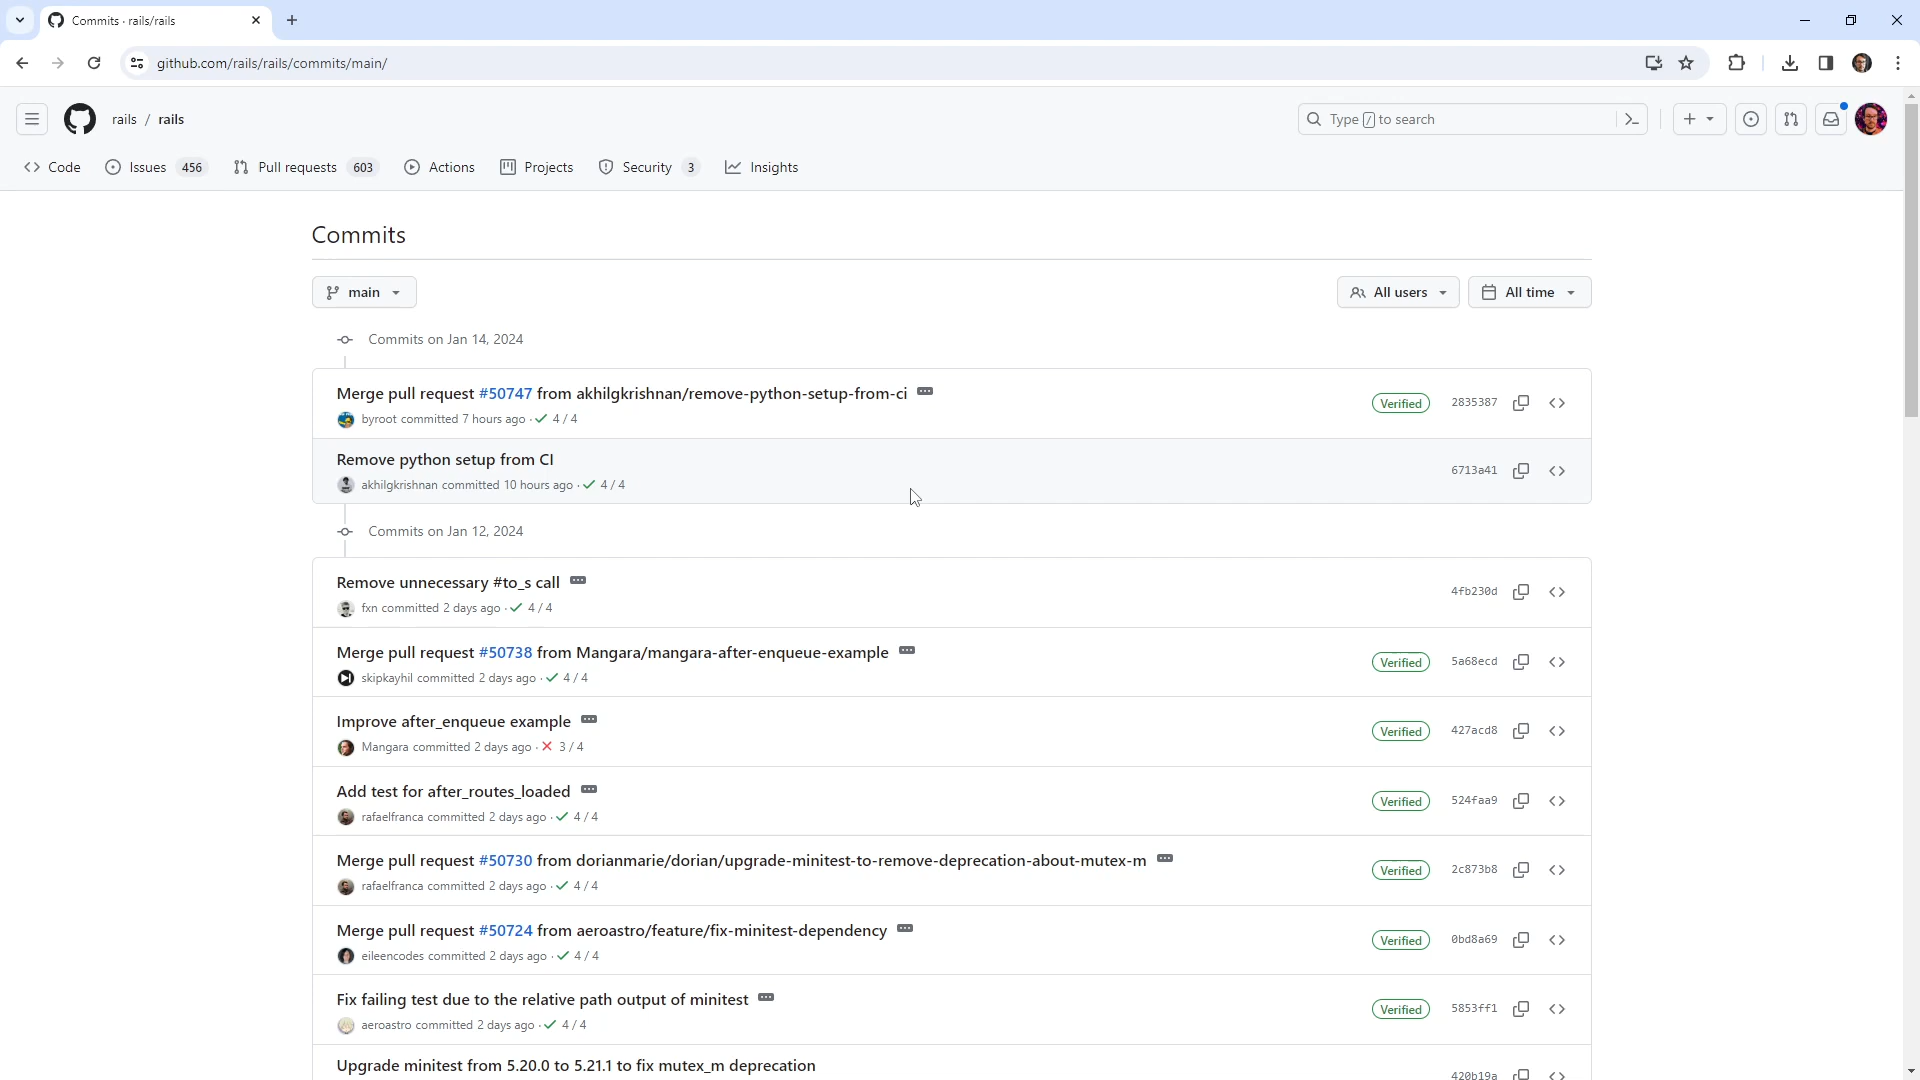 Commits · rails/rails
github.com/rails/rails/commits/main/
rails / rails
Type / to search
Code
Issues 456
Pull requests 603
Actions
Projects
Security 3
Insights
Commits
main
All users
All time
Commits on Jan 14, 2024
Merge pull request #50747 from akhilgkrishnan/remove-python-setup-from-ci
Verified
2835387
byroot committed 7 hours ago · 4 / 4
Remove python setup from CI
6713a41
akhilgkrishnan committed 10 hours ago · 4 / 4
Commits on Jan 12, 2024
Remove unnecessary #to_s call
4fb230d
fxn committed 2 days ago · 4 / 4
Merge pull request #50738 from Mangara/mangara-after-enqueue-example
Verified
5a68ecd
skipkayhil committed 2 days ago · 4 / 4
Improve after_enqueue example
Verified
427acd8
Mangara committed 2 days ago · 3 / 4
Add test for after_routes_loaded
Verified
524faa9
rafaelfranca committed 2 days ago · 4 / 4
Merge pull request #50730 from dorianmarie/dorian/upgrade-minitest-to-remove-deprecation-about-mutex-m
Verified
2c873b8
rafaelfranca committed 2 days ago · 4 / 4
Merge pull request #50724 from aeroastro/feature/fix-minitest-dependency
Verified
0bd8a69
eileencodes committed 2 days ago · 4 / 4
Fix failing test due to the relative path output of minitest
Verified
5853ff1
aeroastro committed 2 days ago · 4 / 4
Upgrade minitest from 5.20.0 to 5.21.1 to fix mutex_m deprecation
420b19a